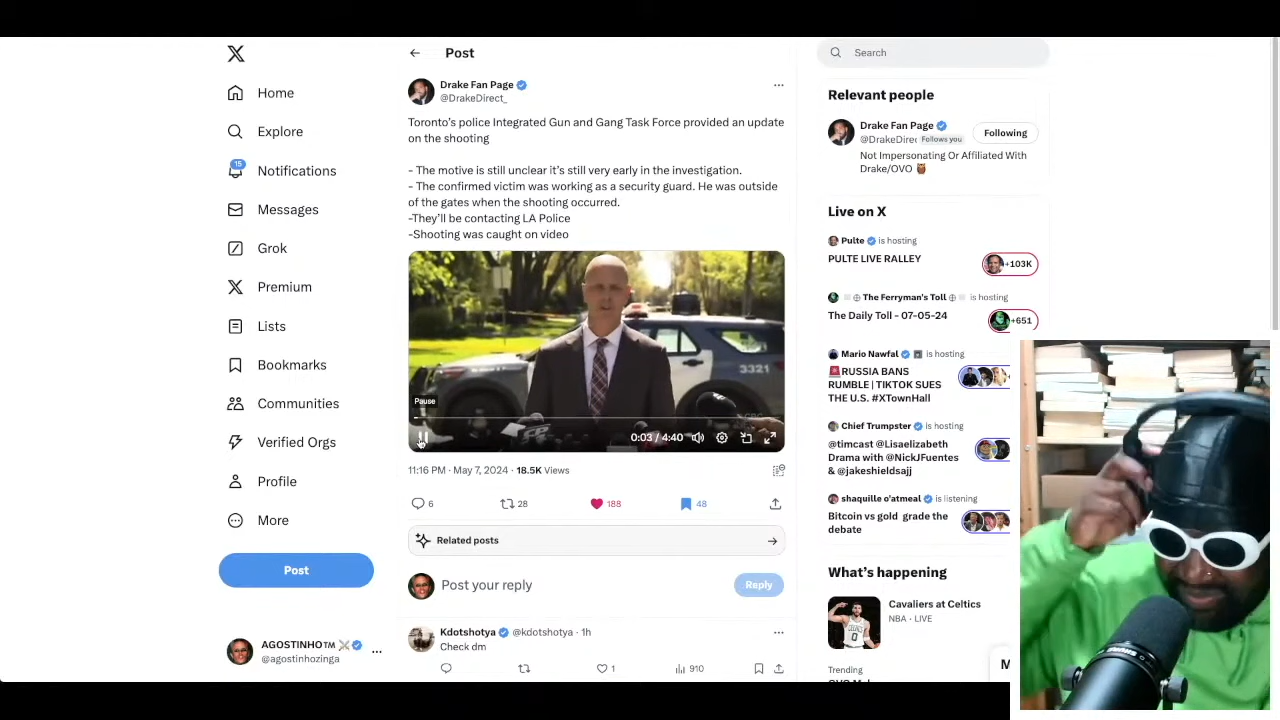 Home
Explore
15
Notifications
Messages
Grok
Premium
Lists
Bookmarks
Communities
Verified Orgs
Profile
More
Post
AGOSTINHO™
@agostinhozinga
Post
Drake Fan Page
@DrakeDirect_
Toronto's police Integrated Gun and Gang Task Force provided an update
on the shooting
- The motive is still unclear it's still very early in the investigation.
- The confirmed victim was working as a security guard. He was outside
of the gates when the shooting occurred.
-They'll be contacting LA Police
-Shooting was caught on video
3321
CBC
Pause
0:03 / 4:40
11:16 PM · May 7, 2024 · 18.5K Views
6
28
188
48
Related posts
Post your reply
Reply
Kdotshotya @kdotshotya · 1h
Check dm
1
910
Search
Relevant people
Drake Fan Page
@DrakeDirec Follows you
Following
Not Impersonating Or Affiliated With
Drake/OVO
Live on X
Pulte is hosting
PULTE LIVE RALLEY
+103K
The Ferryman's Toll is hosting
The Daily Toll - 07-05-24
+651
Mario Nawfal is hosting
RUSSIA BANS
RUMBLE | TIKTOK SUES
THE U.S. #XTownHall
Chief Trumpster is hosting
@timcast @Lisaelizabeth
Drama with @NickJFuentes
& @jakeshieldsajj
shaquille o'atmeal is listening
Bitcoin vs gold grade the
debate
What's happening
Cavaliers at Celtics
NBA · LIVE
Trending
M